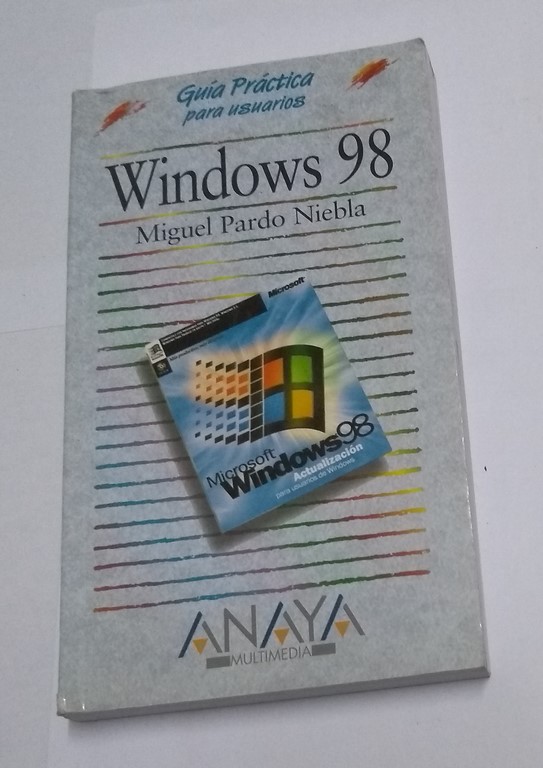 Guía Práctica
para usuarios
Windows 98
Miguel Pardo Niebla
Microsoft
Microsoft
Windows98
Actualización
para usuarios de Windows
ANAYA
MULTIMEDIA